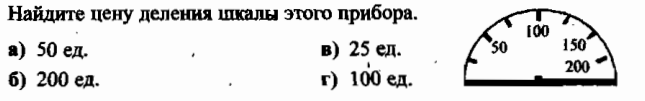 Найдите цену деления шкалы этого прибора.
а) 50 ед.
в) 25 ед.
б) 200 ед.
г) 100 ед.
50
100
150
200